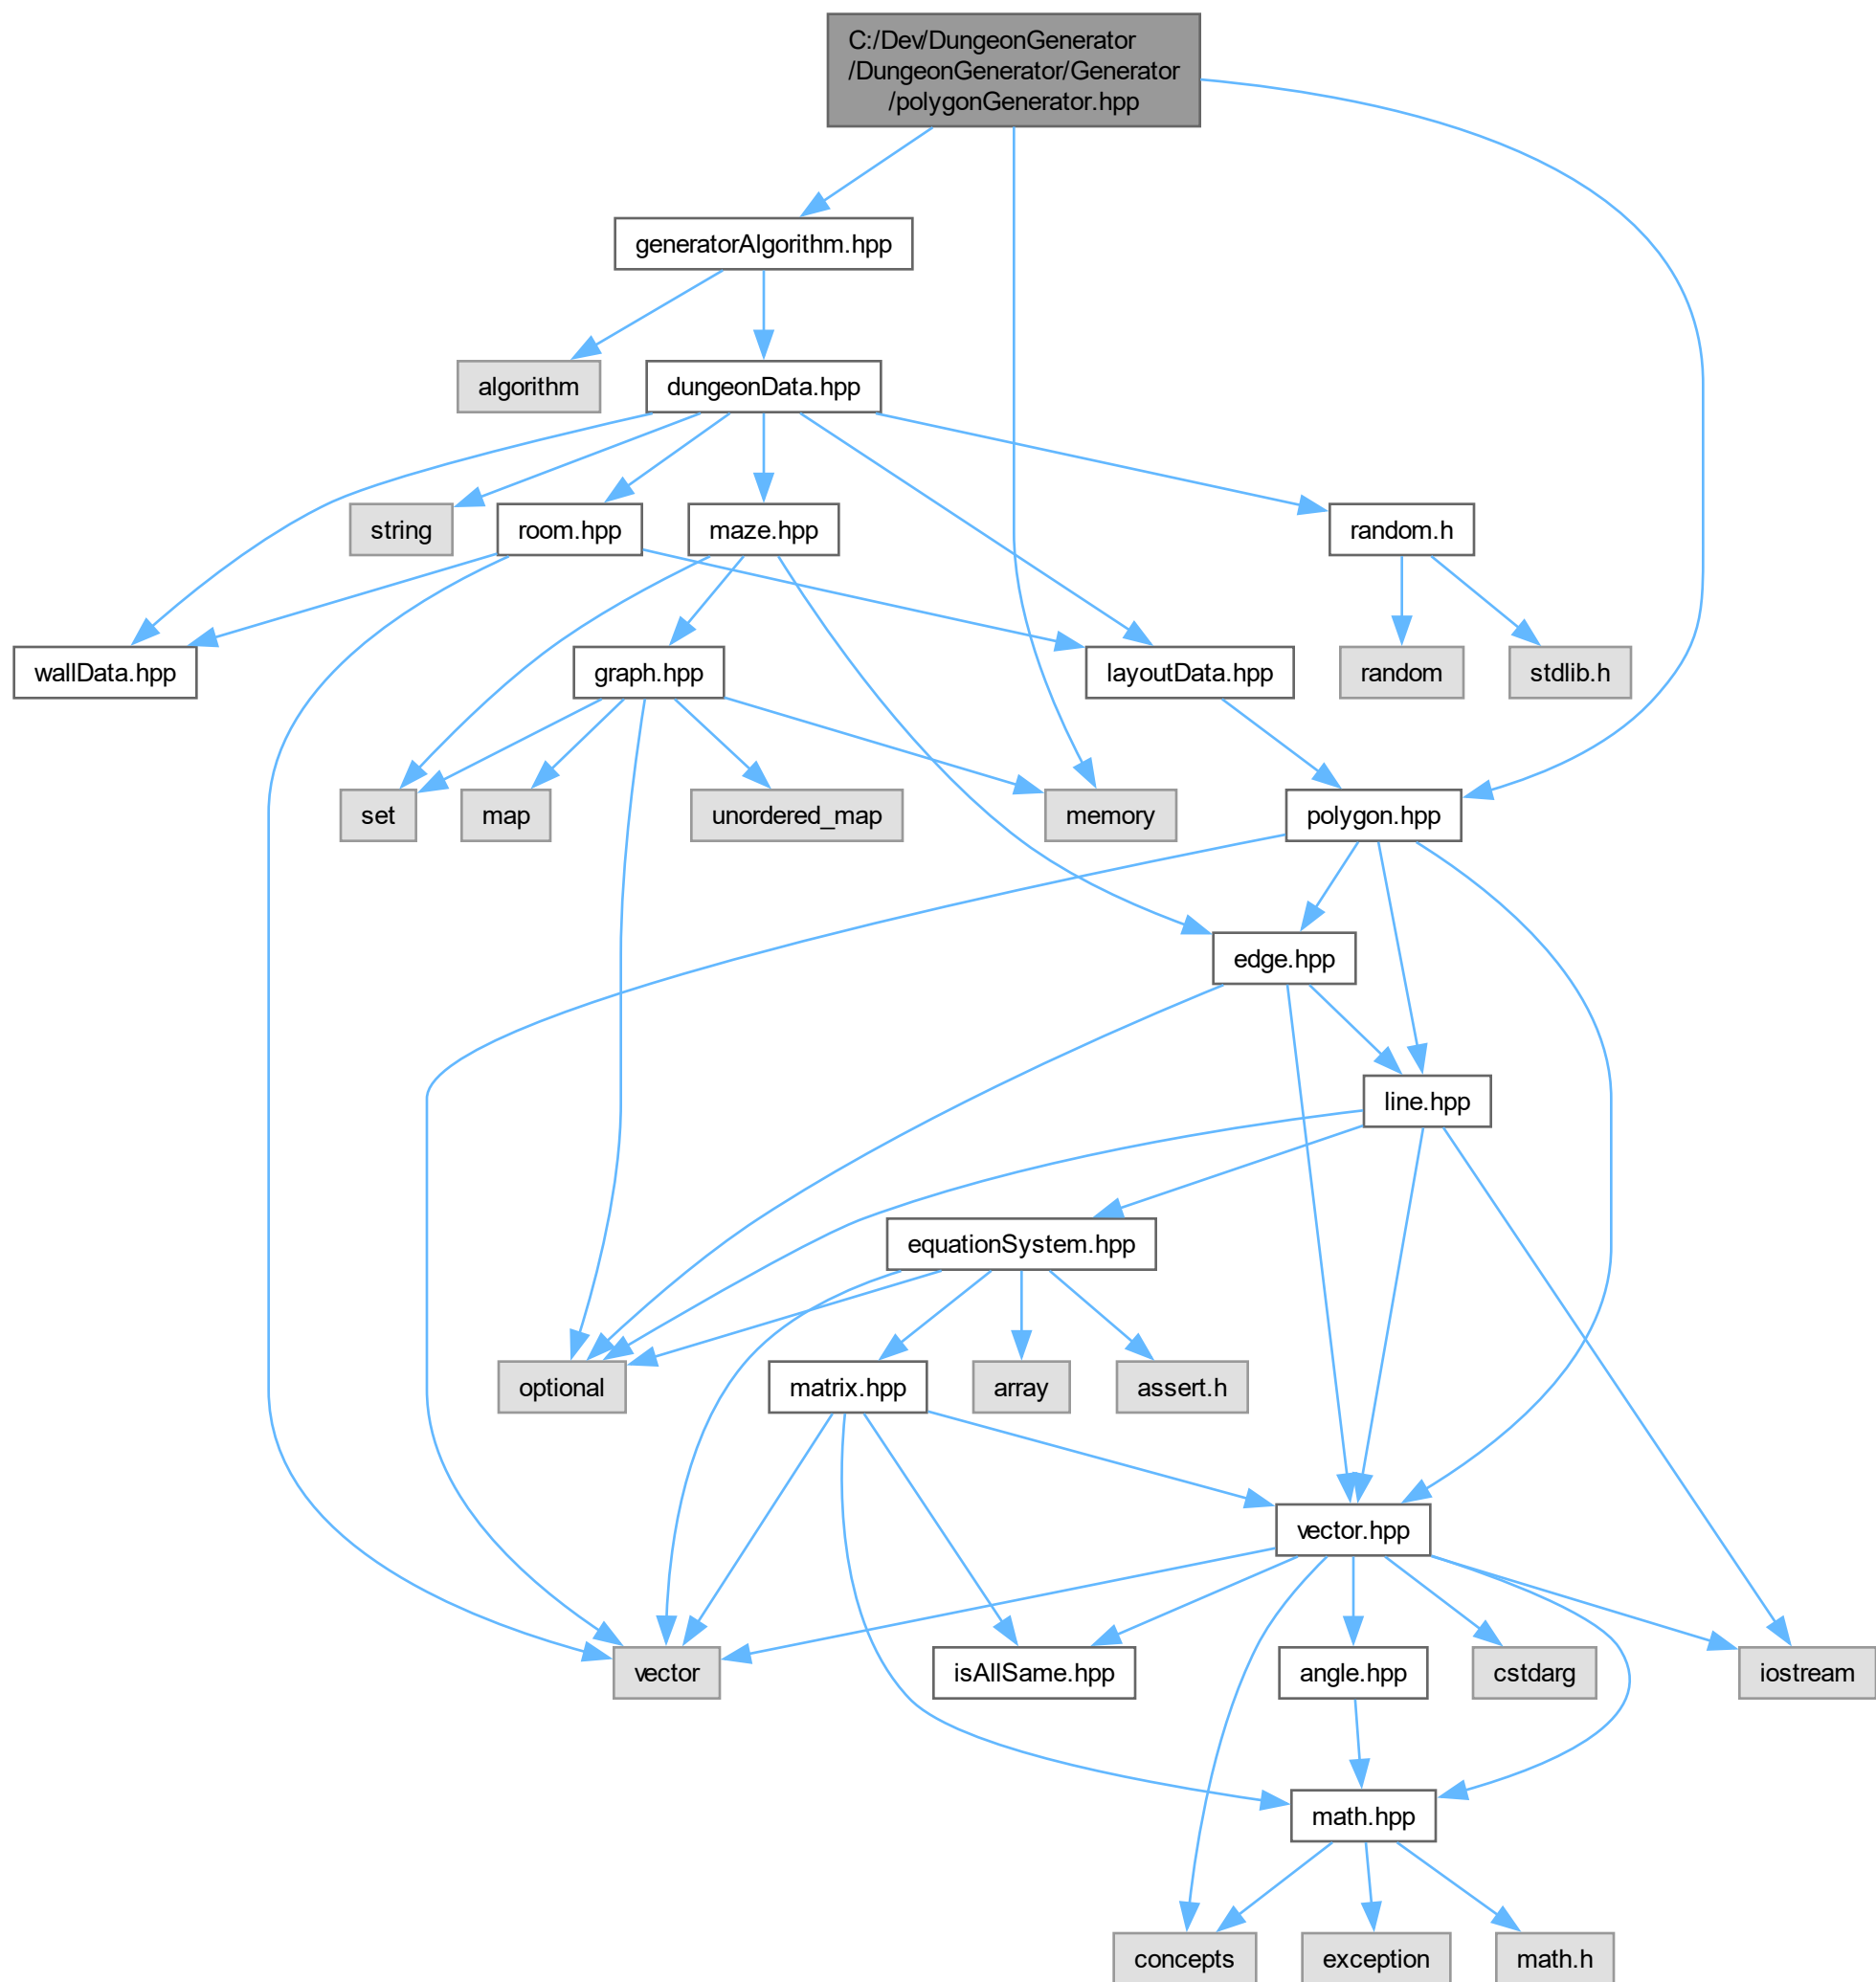 C:/Dev/DungeonGenerator
/DungeonGenerator/Generator
/polygonGenerator.hpp
generatorAlgorithm.hpp
algorithm
dungeonData.hpp
string
room.hpp
maze.hpp
random.h
wallData.hpp
graph.hpp
layoutData.hpp
random
stdlib.h
set
map
unordered_map
memory
polygon.hpp
edge.hpp
line.hpp
equationSystem.hpp
optional
matrix.hpp
array
assert.h
vector.hpp
vector
isAllSame.hpp
angle.hpp
cstdarg
iostream
math.hpp
concepts
exception
math.h